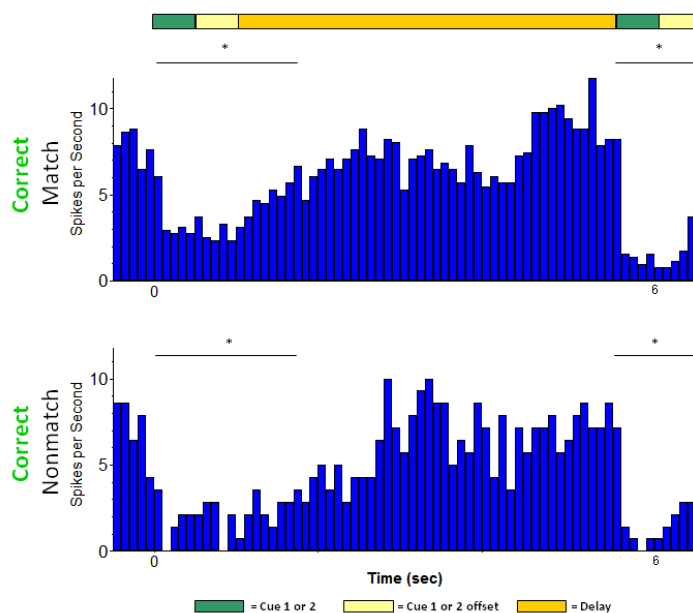 *
*
10
5
0
Correct
Match
Spikes per Second
0
6
*
*
10
5
0
Correct
Nonmatch
Spikes per Second
0
6
Time (sec)
= Cue 1 or 2
= Cue 1 or 2 offset
= Delay